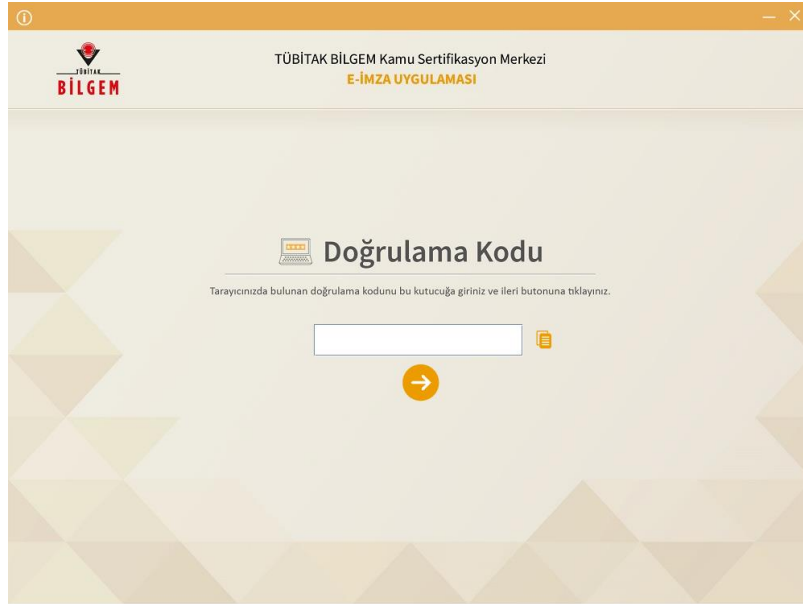 TÜBİTAK BİLGEM Kamu Sertifikasyon Merkezi
E-İMZA UYGULAMASI
TÜBİTAK
BİLGEM
Doğrulama Kodu
Tarayıcınızda bulunan doğrulama kodunu bu kutucuğa giriniz ve ileri butonuna tıklayınız.